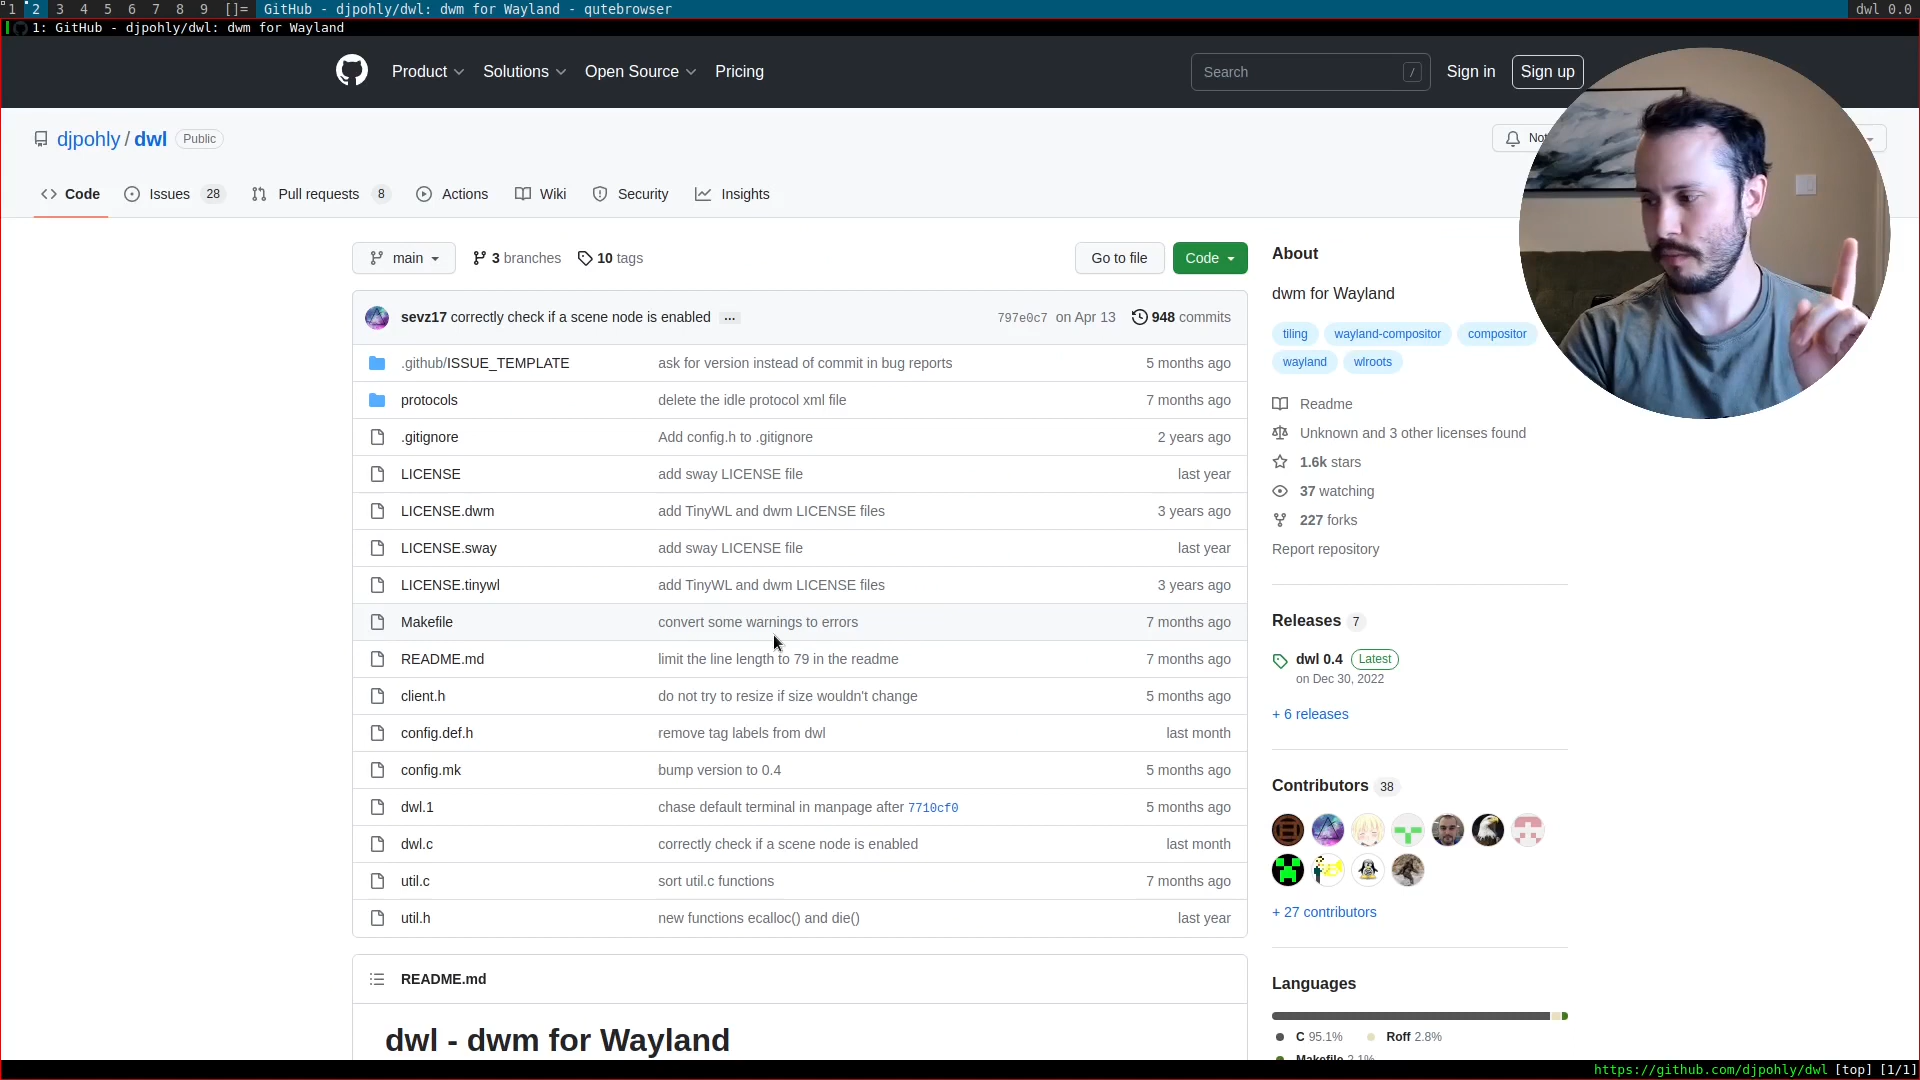 1 2 3 4 5 6 7 8 9 []= GitHub - djpohly/dwl: dwm for Wayland - qutebrowser dwl 0.0
1: GitHub - djpohly/dwl: dwm for Wayland
Product Solutions Open Source Pricing Search / Sign in Sign up
djpohly / dwl Public
Code Issues 28 Pull requests 8 Actions Wiki Security Insights
main 3 branches 10 tags Go to file Code
sevz17 correctly check if a scene node is enabled ... 797e0c7 on Apr 13 948 commits
.github/ISSUE_TEMPLATE ask for version instead of commit in bug reports 5 months ago
protocols delete the idle protocol xml file 7 months ago
.gitignore Add config.h to .gitignore 2 years ago
LICENSE add sway LICENSE file last year
LICENSE.dwm add TinyWL and dwm LICENSE files 3 years ago
LICENSE.sway add sway LICENSE file last year
LICENSE.tinywl add TinyWL and dwm LICENSE files 3 years ago
Makefile convert some warnings to errors 7 months ago
README.md limit the line length to 79 in the readme 7 months ago
client.h do not try to resize if size wouldn't change 5 months ago
config.def.h remove tag labels from dwl last month
config.mk bump version to 0.4 5 months ago
dwl.1 chase default terminal in manpage after 7710cf0 5 months ago
dwl.c correctly check if a scene node is enabled last month
util.c sort util.c functions 7 months ago
util.h new functions ecalloc() and die() last year
README.md
dwl - dwm for Wayland
About
dwm for Wayland
tiling wayland-compositor compositor
wayland wlroots
Readme
Unknown and 3 other licenses found
1.6k stars
37 watching
227 forks
Report repository
Releases 7
dwl 0.4 Latest
on Dec 30, 2022
+ 6 releases
Contributors 38
+ 27 contributors
Languages
C 95.1% Roff 2.8%
Makefile 2.1%
https://github.com/djpohly/dwl [top] [1/1]